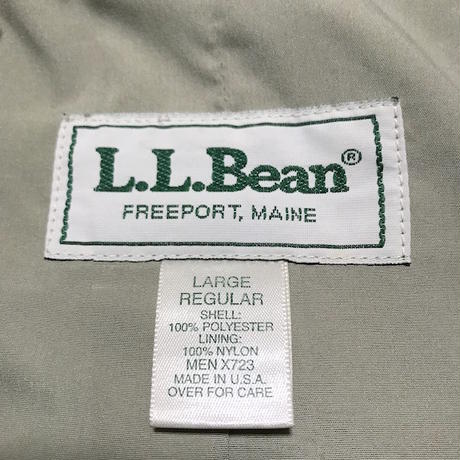 L.L.Bean®
FREEPORT, MAINE
LARGE
REGULAR
SHELL:
100% POLYESTER
LINING:
100% NYLON
MEN X723
MADE IN U.S.A.
OVER FOR CARE